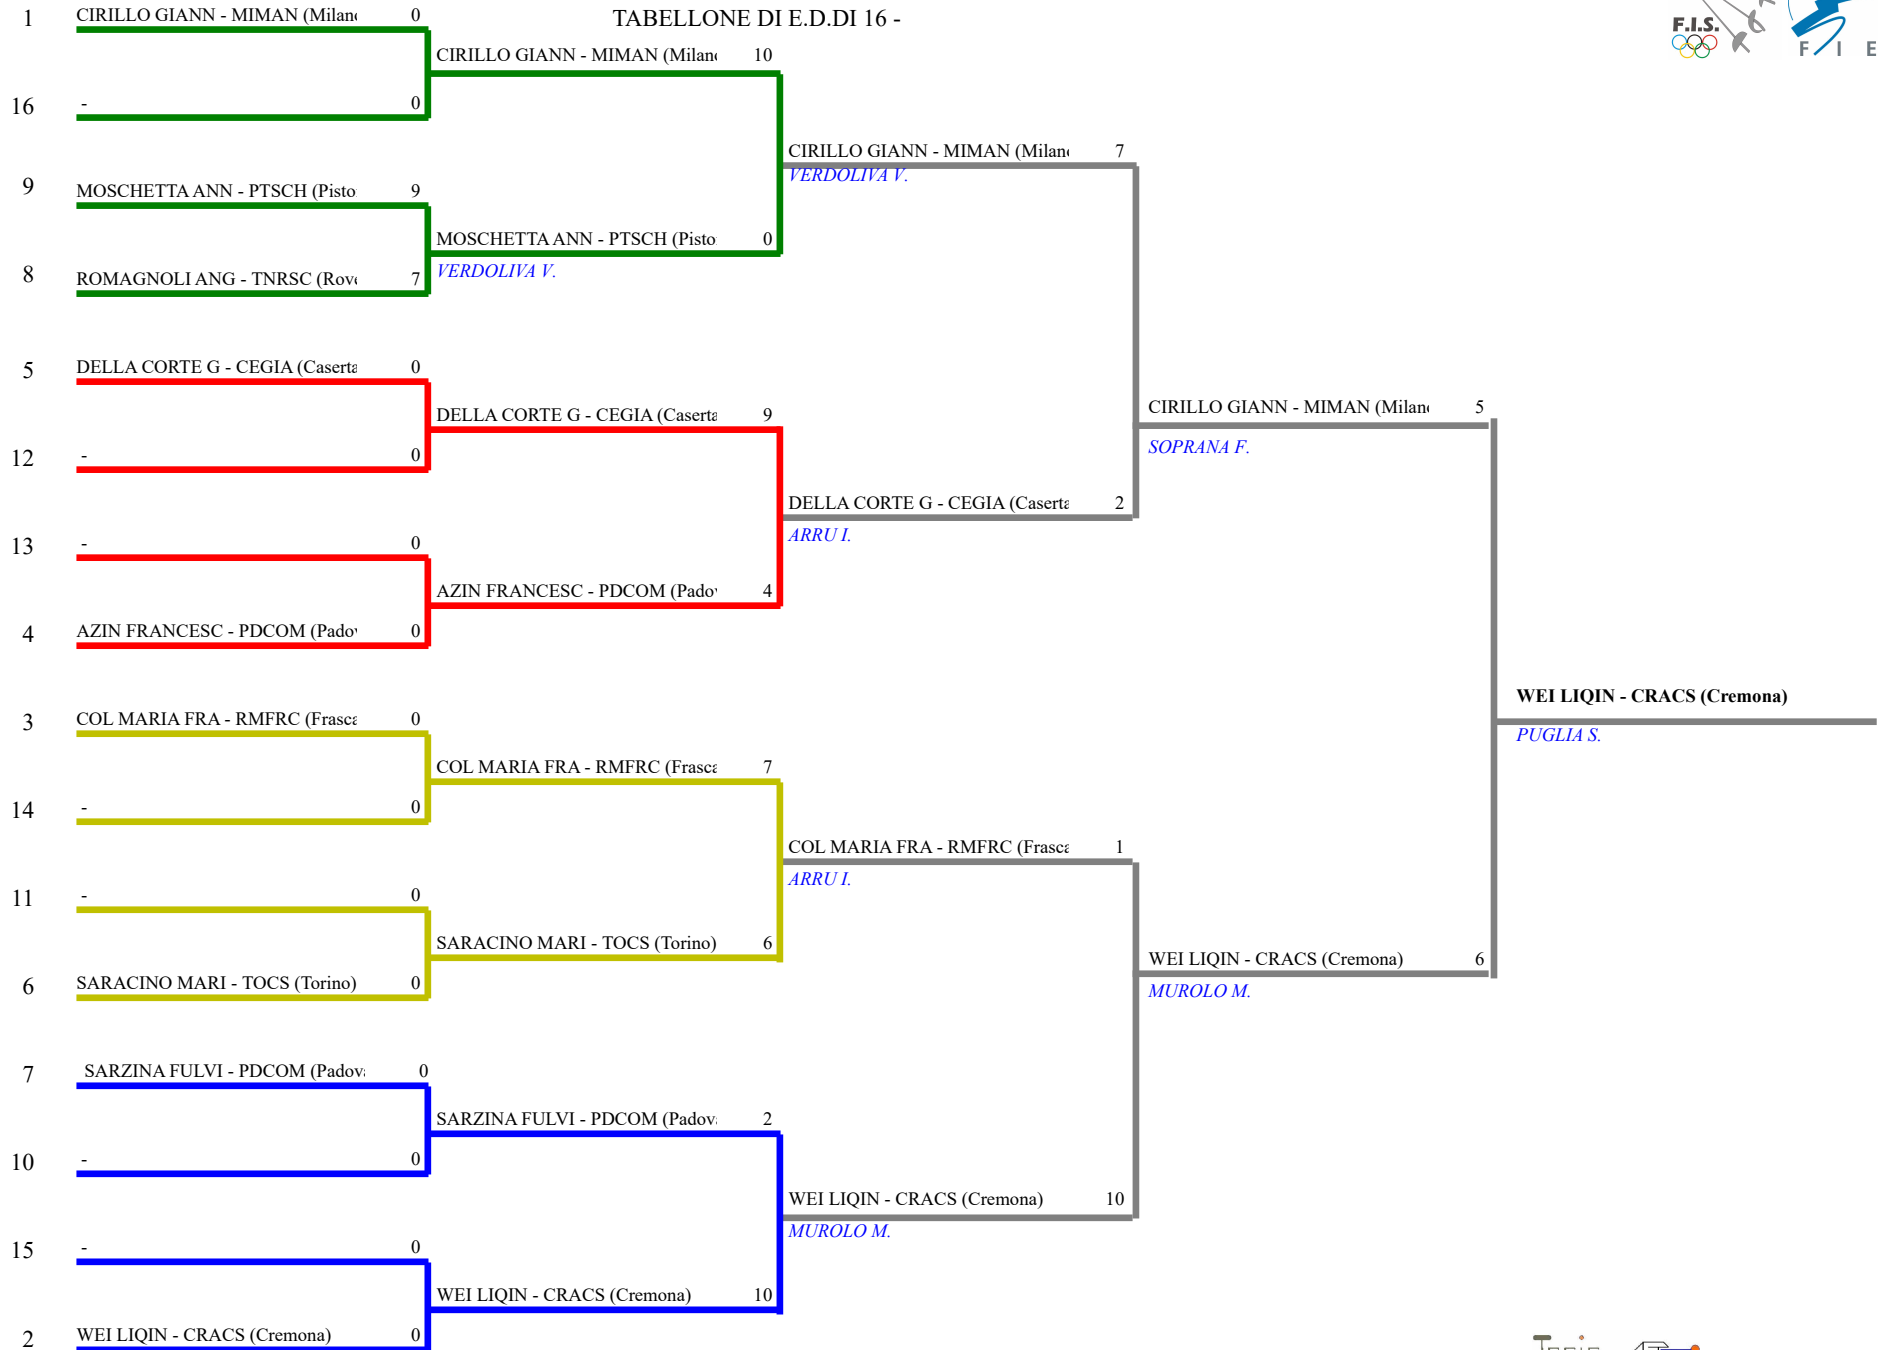 TABELLONE DI E.D.DI 16 -
F.I.S.
F I E
1 CIRILLO GIANN - MIMAN (Milan 0
CIRILLO GIANN - MIMAN (Milan 10
16 - 0
CIRILLO GIANN - MIMAN (Milan 7
VERDOLIVA V.
9 MOSCHETTA ANN - PTSCH (Pisto 9
MOSCHETTA ANN - PTSCH (Pisto 0
VERDOLIVA V.
8 ROMAGNOLI ANG - TNRSC (Rov 7
5 DELLA CORTE G - CEGIA (Caserta 0
CIRILLO GIANN - MIMAN (Milan 5
SOPRANA F.
DELLA CORTE G - CEGIA (Caserta 9
12 - 0
DELLA CORTE G - CEGIA (Caserta 2
ARRU I.
13 - 0
AZIN FRANCESC - PDCOM (Pado 4
4 AZIN FRANCESC - PDCOM (Pado 0
WEI LIQIN - CRACS (Cremona)
PUGLIA S.
3 COL MARIA FRA - RMFRC (Frasca 0
COL MARIA FRA - RMFRC (Frasca 7
14 - 0
COL MARIA FRA - RMFRC (Frasca 1
ARRU I.
11 - 0
SARACINO MARI - TOCS (Torino) 6
WEI LIQIN - CRACS (Cremona) 6
MUROLO M.
6 SARACINO MARI - TOCS (Torino) 0
7 SARZINA FULVI - PDCOM (Padov 0
SARZINA FULVI - PDCOM (Padov 2
10 - 0
WEI LIQIN - CRACS (Cremona) 10
MUROLO M.
15 - 0
WEI LIQIN - CRACS (Cremona) 10
2 WEI LIQIN - CRACS (Cremona) 0